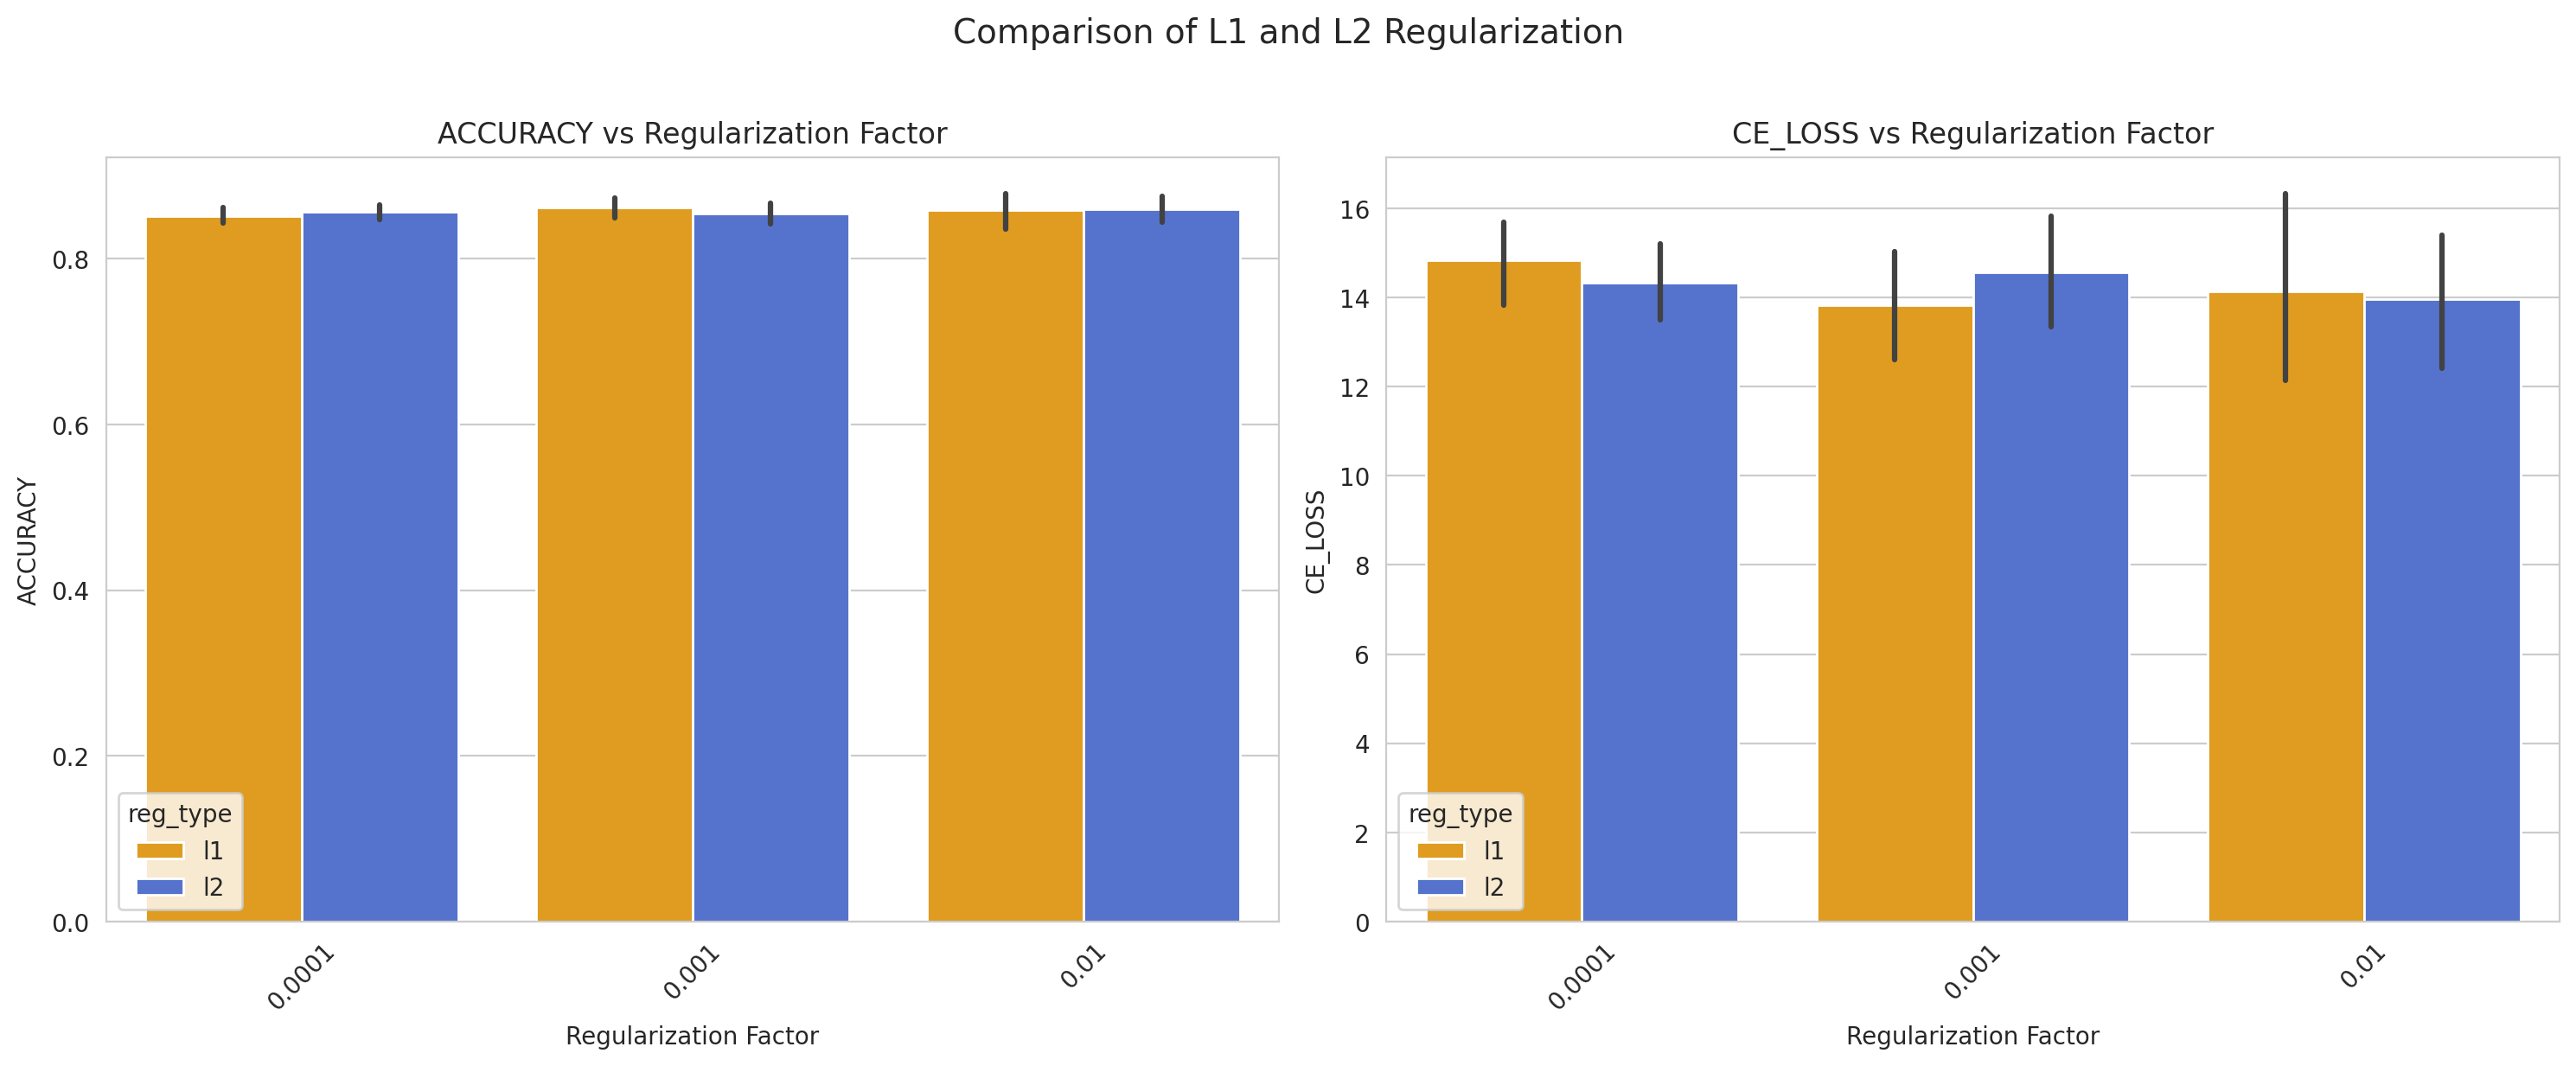 Comparison of L1 and L2 Regularization
ACCURACY vs Regularization Factor
ACCURACY
0.8
0.6
0.4
0.2
0.0
reg_type
l1
l2
0.0001
0.001
0.01
Regularization Factor
CE_LOSS vs Regularization Factor
CE_LOSS
16
14
12
10
8
6
4
2
0
reg_type
l1
l2
0.0001
0.001
0.01
Regularization Factor